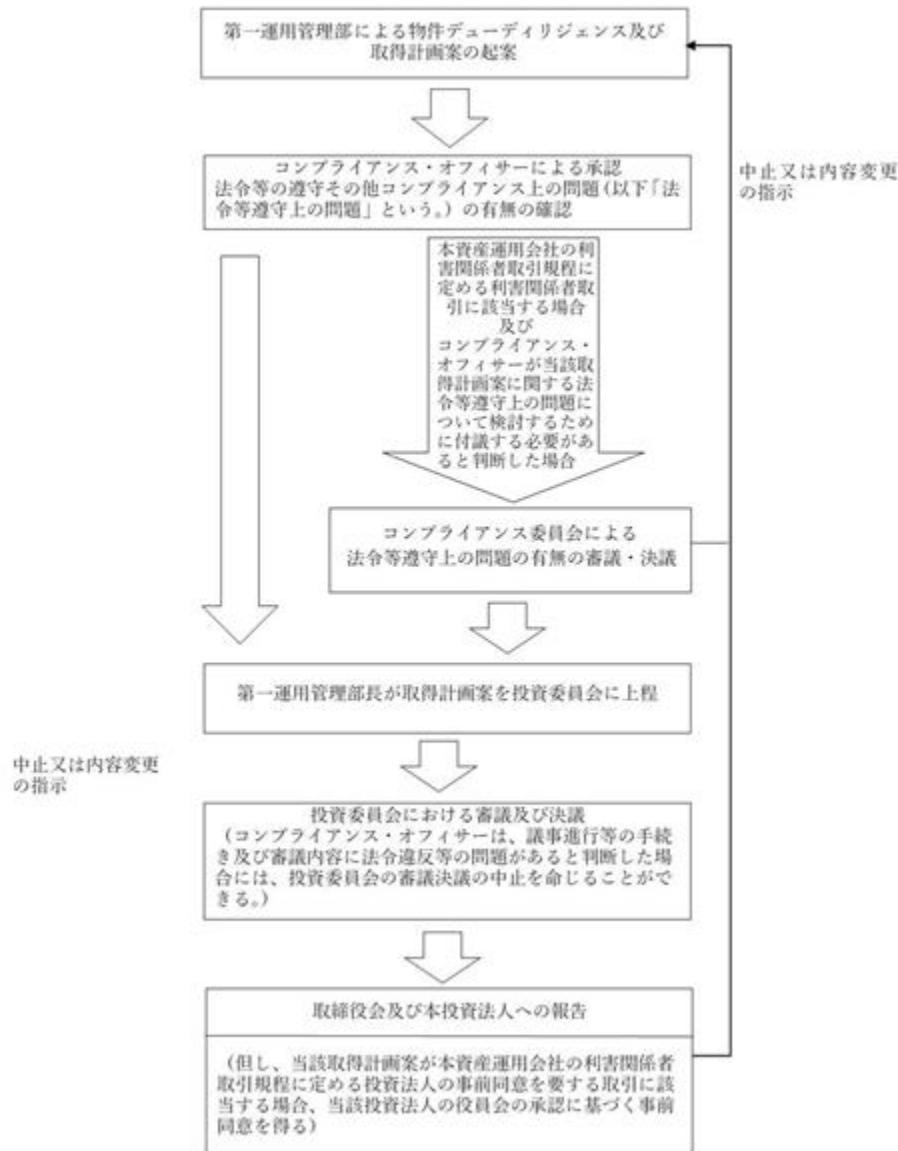 第一運用管理部による物件デューディリジェンス及び
取得計画案の起案
コンプライアンス・オフィサーによる承認
法令等の遵守その他コンプライアンス上の問題(以下「法
令等遵守上の問題」という。)の有無の確認
中止又は内容変更
の指示
本資産運用会社の利
害関係者取引規程に
定める利害関係者取
引に該当する場合
及び
コンプライアンス・
オフィサーが当該取
得計画案に関する法
令等遵守上の問題に
ついて検討するため
に付議する必要があ
ると判断した場合
コンプライアンス委員会による
法令等遵守上の問題の有無の審議・決議
第一運用管理部長が取得計画案を投資委員会に上程
中止又は内容変更
の指示
投資委員会における審議及び決議
(コンプライアンス・オフィサーは、議事進行等の手続
き及び審議内容に法令違反等の問題があると判断した場
合には、投資委員会の審議決議の中止を命じることがで
きる。)
取締役会及び本投資法人への報告
(但し、当該取得計画案が本資産運用会社の利害関係者
取引規程に定める投資法人の事前同意を要する取引に該
当する場合、当該投資法人の役員会の承認に基づく事前
同意を得る)